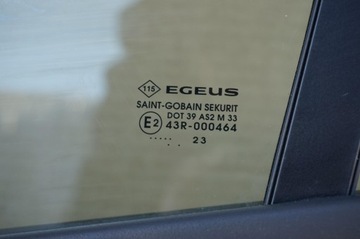 115 EGEUS
SAINT-GOBAIN SEKURIT
DOT 39 AS2 M 33
E2 43R-000464
..... .. 23